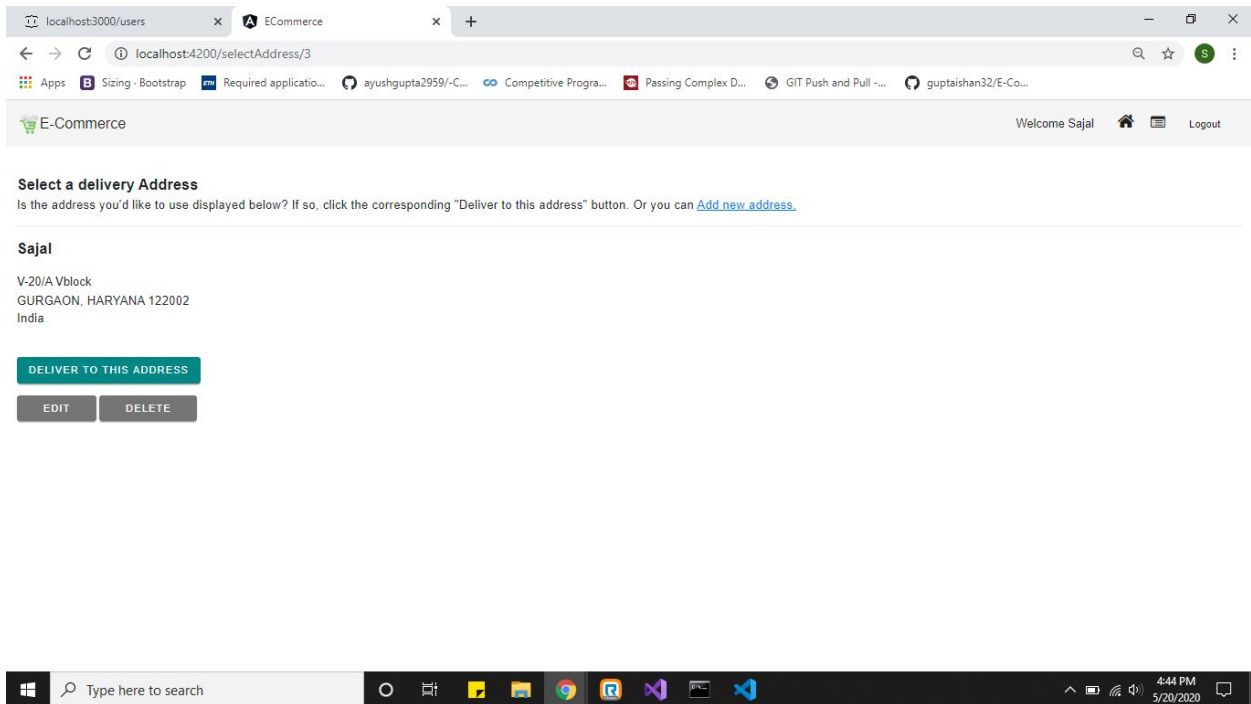 localhost:3000/users
ECommerce
localhost:4200/selectAddress/3
S
Apps
B Sizing · Bootstrap
Required applicatio...
ayushgupta2959/-C...
Competitive Progra...
Passing Complex D...
GIT Push and Pull -...
guptaishan32/E-Co...
E-Commerce
Welcome Sajal
Logout
Select a delivery Address
Is the address you'd like to use displayed below? If so, click the corresponding "Deliver to this address" button. Or you can Add new address.
Sajal
V-20/A Vblock
GURGAON, HARYANA 122002
India
DELIVER TO THIS ADDRESS
EDIT DELETE
Type here to search
4:44 PM
5/20/2020